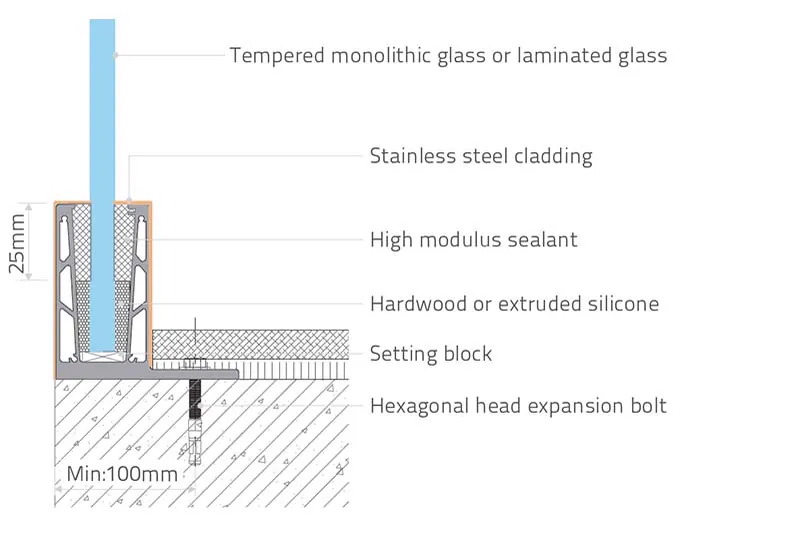 Tempered monolithic glass or laminated glass
Stainless steel cladding
25mm
High modulus sealant
Hardwood or extruded silicone
Setting block
Hexagonal head expansion bolt
Min:100mm